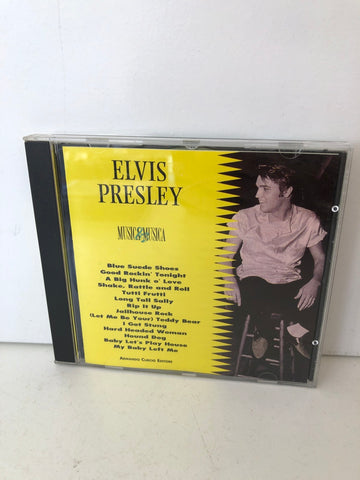 ELVIS
PRESLEY
MUSIC&MUSICA
Blue Suede Shoes
Good Rockin' Tonight
A Big Hunk o' Love
Shake, Rattle and Roll
Tutti Frutti
Long Tall Sally
Rip it Up
Jailhouse Rock
(Let Me Be Your) Teddy Bear
I Got Stung
Hard Headed Woman
Hound Dog
Baby Let's Play House
My Baby Left Me
ARMANDO CURCIO EDITORE